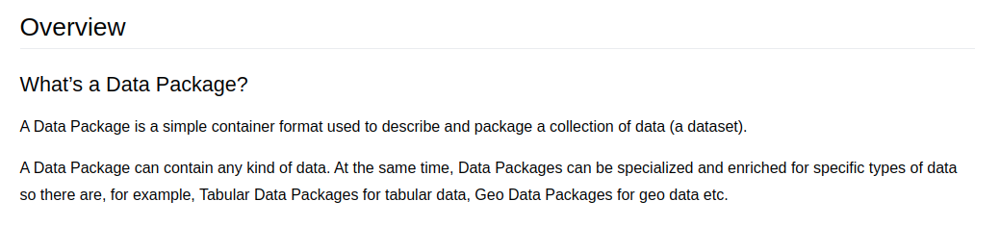 Overview
What’s a Data Package?
A Data Package is a simple container format used to describe and package a collection of data (a dataset).
A Data Package can contain any kind of data. At the same time, Data Packages can be specialized and enriched for specific types of data
so there are, for example, Tabular Data Packages for tabular data, Geo Data Packages for geo data etc.